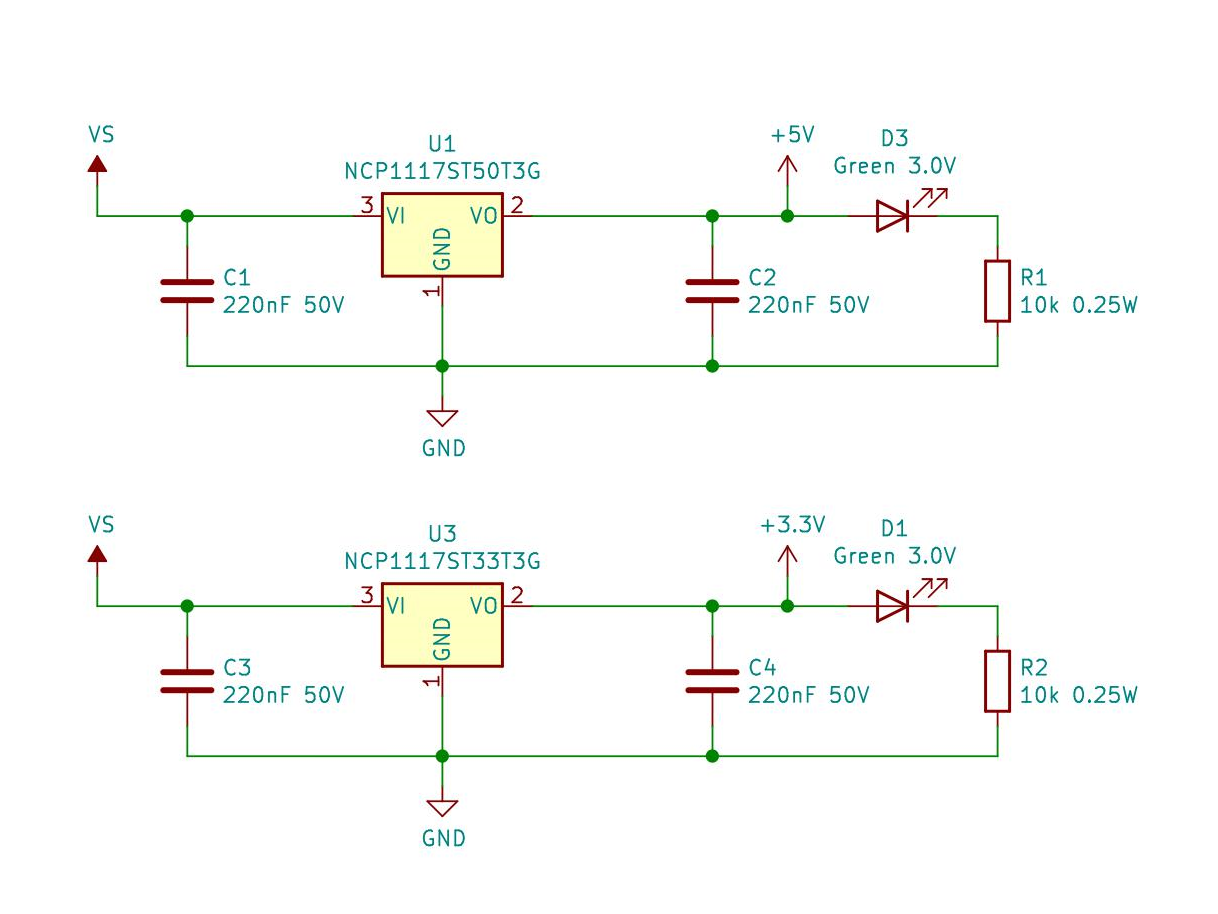 VS
U1
NCP1117ST50T3G
+5V
D3
Green 3.0V
3
VI
VO
2
GND
1
C1
220nF 50V
C2
220nF 50V
R1
10k 0.25W
GND
VS
U3
NCP1117ST33T3G
+3.3V
D1
Green 3.0V
3
VI
VO
2
GND
1
C3
220nF 50V
C4
220nF 50V
R2
10k 0.25W
GND